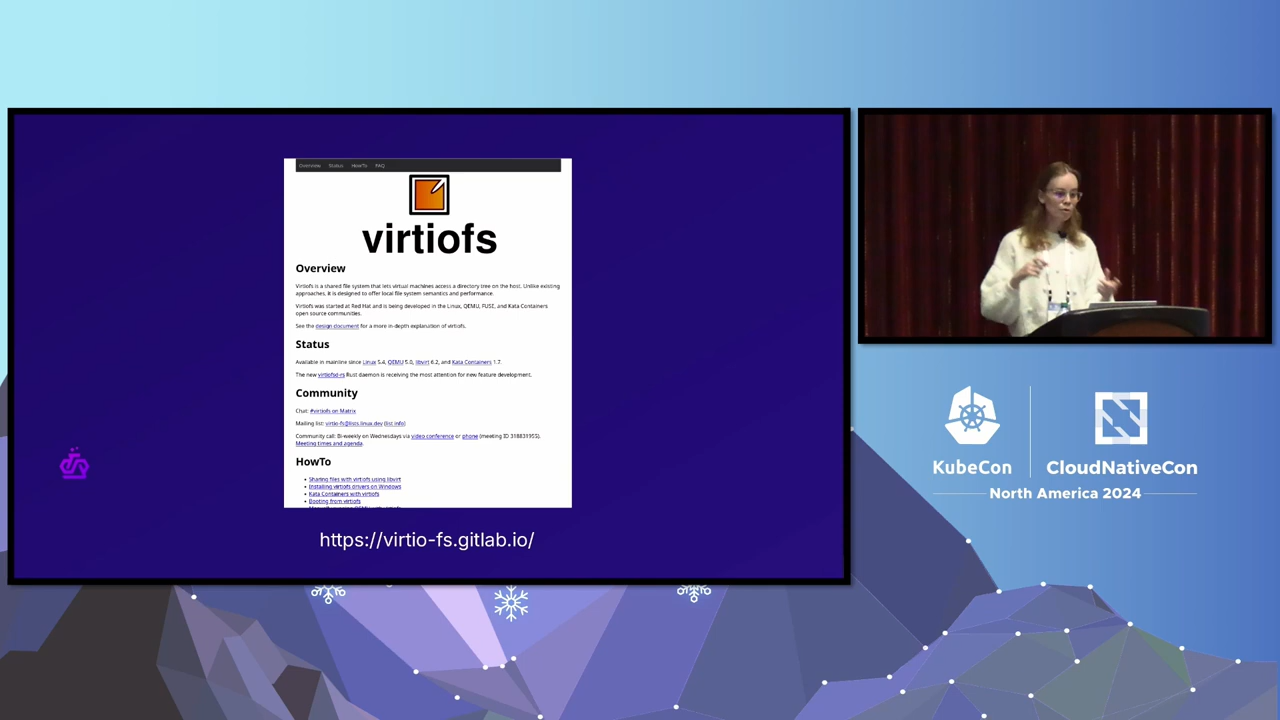 Overview Status HowTo FAQ
virtiofs
Overview
Virtiofs is a shared file system that lets virtual machines access a directory tree on the host. Unlike existing
approaches, it is designed to offer local file system semantics and performance.
Virtiofs was started at Red Hat and is being developed in the Linux, QEMU, FUSE, and Kata Containers
open source communities.
See the design document for a more in-depth explanation of virtiofs.
Status
Available in mainline since Linux 5.4, QEMU 5.0, libvirt 6.2, and Kata Containers 1.7.
The new virtiofsd-rs Rust daemon is receiving the most attention for new feature development.
Community
Chat: #virtiofs on Matrix
Mailing list: virtio-fs@lists.linux.dev (list info)
Community call: Bi-weekly on Wednesdays via video conference or phone (meeting ID 318831955).
Meeting times and agenda.
HowTo
Sharing files with virtiofs using libvirt
Installing virtiofs drivers on Windows
Kata Containers with virtiofs
Booting from virtiofs
https://virtio-fs.gitlab.io/
KubeCon CloudNativeCon
North America 2024